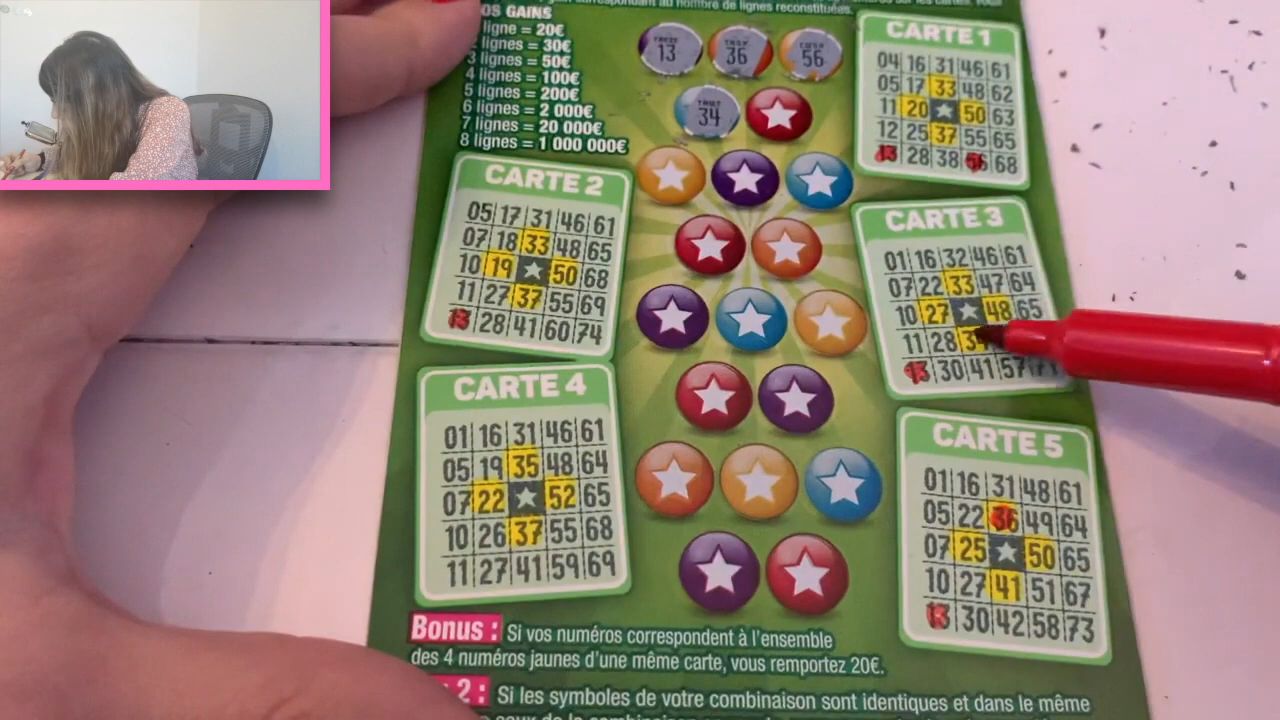 correspondant au nombre de lignes reconstituées.
GAINS
ligne = 20€
lignes = 30€
3 lignes = 50€
4 lignes = 100€
5 lignes = 200€
6 lignes = 2 000€
7 lignes = 20 000€
8 lignes = 1 000 000€
13 36 56
34
CARTE 1
04 16 31 46 61
05 17 33 48 62
11 20 50 63
12 25 37 55 65
13 28 38 56 68
CARTE 2
05 17 31 46 61
07 18 33 48 65
10 19 50 68
11 27 37 55 69
13 28 41 60 74
CARTE 3
01 16 32 46 61
07 22 33 47 64
10 27 48 65
11 28
13 30 41 57
CARTE 4
01 16 31 46 61
05 19 35 48 64
07 22 52 65
10 26 37 55 68
11 27 41 59 69
CARTE 5
01 16 31 48 61
05 22 36 49 64
07 25 50 65
10 27 41 51 67
13 30 42 58 73
Bonus : Si vos numéros correspondent à l'ensemble
des 4 numéros jaunes d'une même carte, vous remportez 20€.
2 : Si les symboles de votre combinaison sont identiques et dans le même